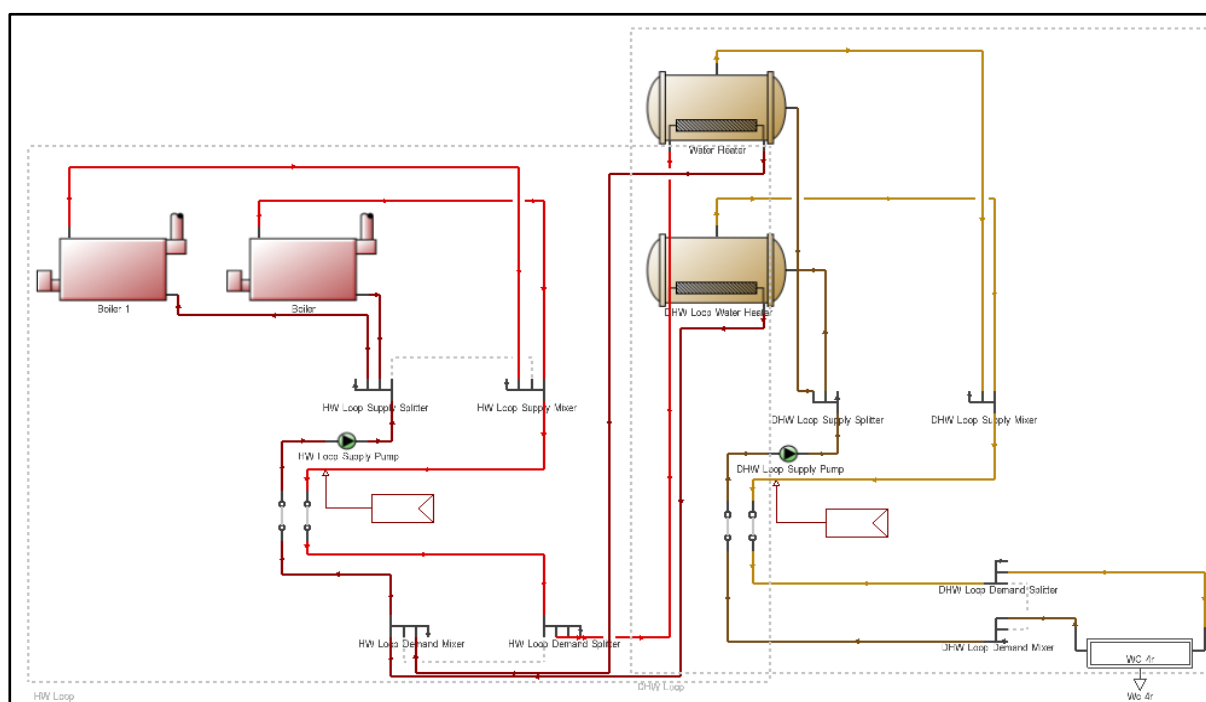 Water Heater
Boiler 1
Boiler
DHW Loop Water Heater
HW Loop Supply Splitter
HW Loop Supply Mixer
DHW Loop Supply Splitter
DHW Loop Supply Mixer
HW Loop Supply Pump
DHW Loop Supply Pump
DHW Loop Demand Splitter
HW Loop Demand Mixer
HW Loop Demand Splitter
DHW Loop Demand Mixer
WC 4r
HW Loop
DHW Loop
Wc 4r